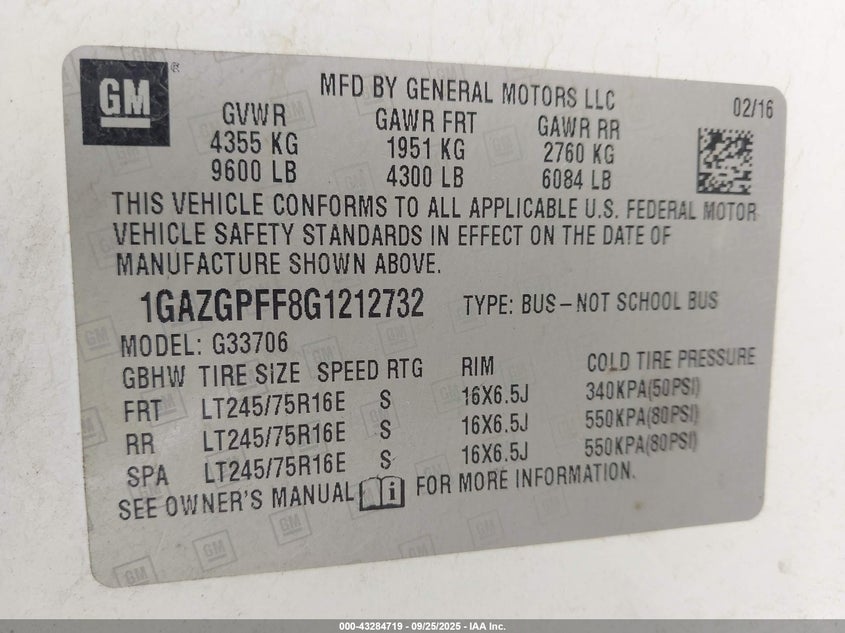 GM®
MFD BY GENERAL MOTORS LLC
02/16
GVWR GAWR FRT GAWR RR
4355 KG 1951 KG 2760 KG
9600 LB 4300 LB 6084 LB
THIS VEHICLE CONFORMS TO ALL APPLICABLE U.S. FEDERAL MOTOR
VEHICLE SAFETY STANDARDS IN EFFECT ON THE DATE OF
MANUFACTURE SHOWN ABOVE.
1GAZGPFF8G1212732 TYPE: BUS-NOT SCHOOL BUS
MODEL: G33706
GBHW TIRE SIZE SPEED RTG RIM COLD TIRE PRESSURE
FRT LT245/75R16E S 16X6.5J 340KPA(50PSI)
RR LT245/75R16E S 16X6.5J 550KPA(80PSI)
SPA LT245/75R16E S 16X6.5J 550KPA(80PSI)
SEE OWNER'S MANUAL i FOR MORE INFORMATION.
000-43284719 - 09/25/2025 - IAA Inc.